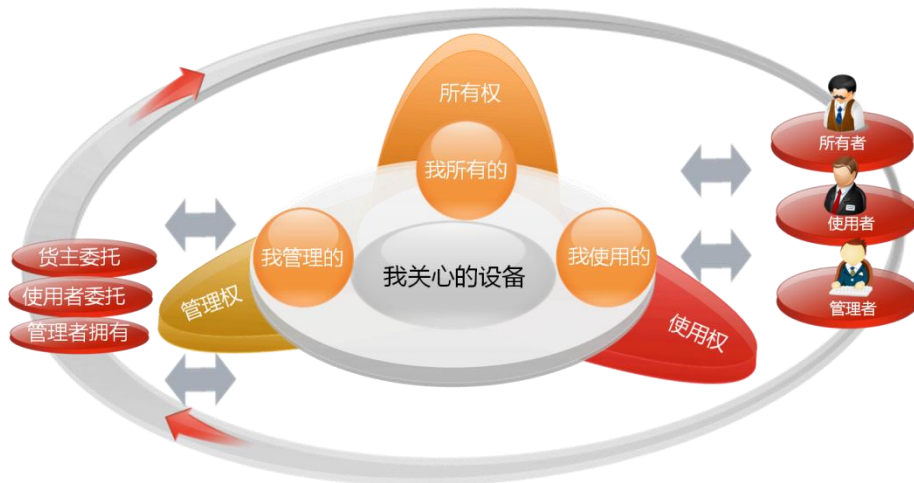 所有权
我所有的
我管理的
我使用的
我关心的设备
管理权
使用权
货主委托
使用者委托
管理者拥有
所有者
使用者
管理者